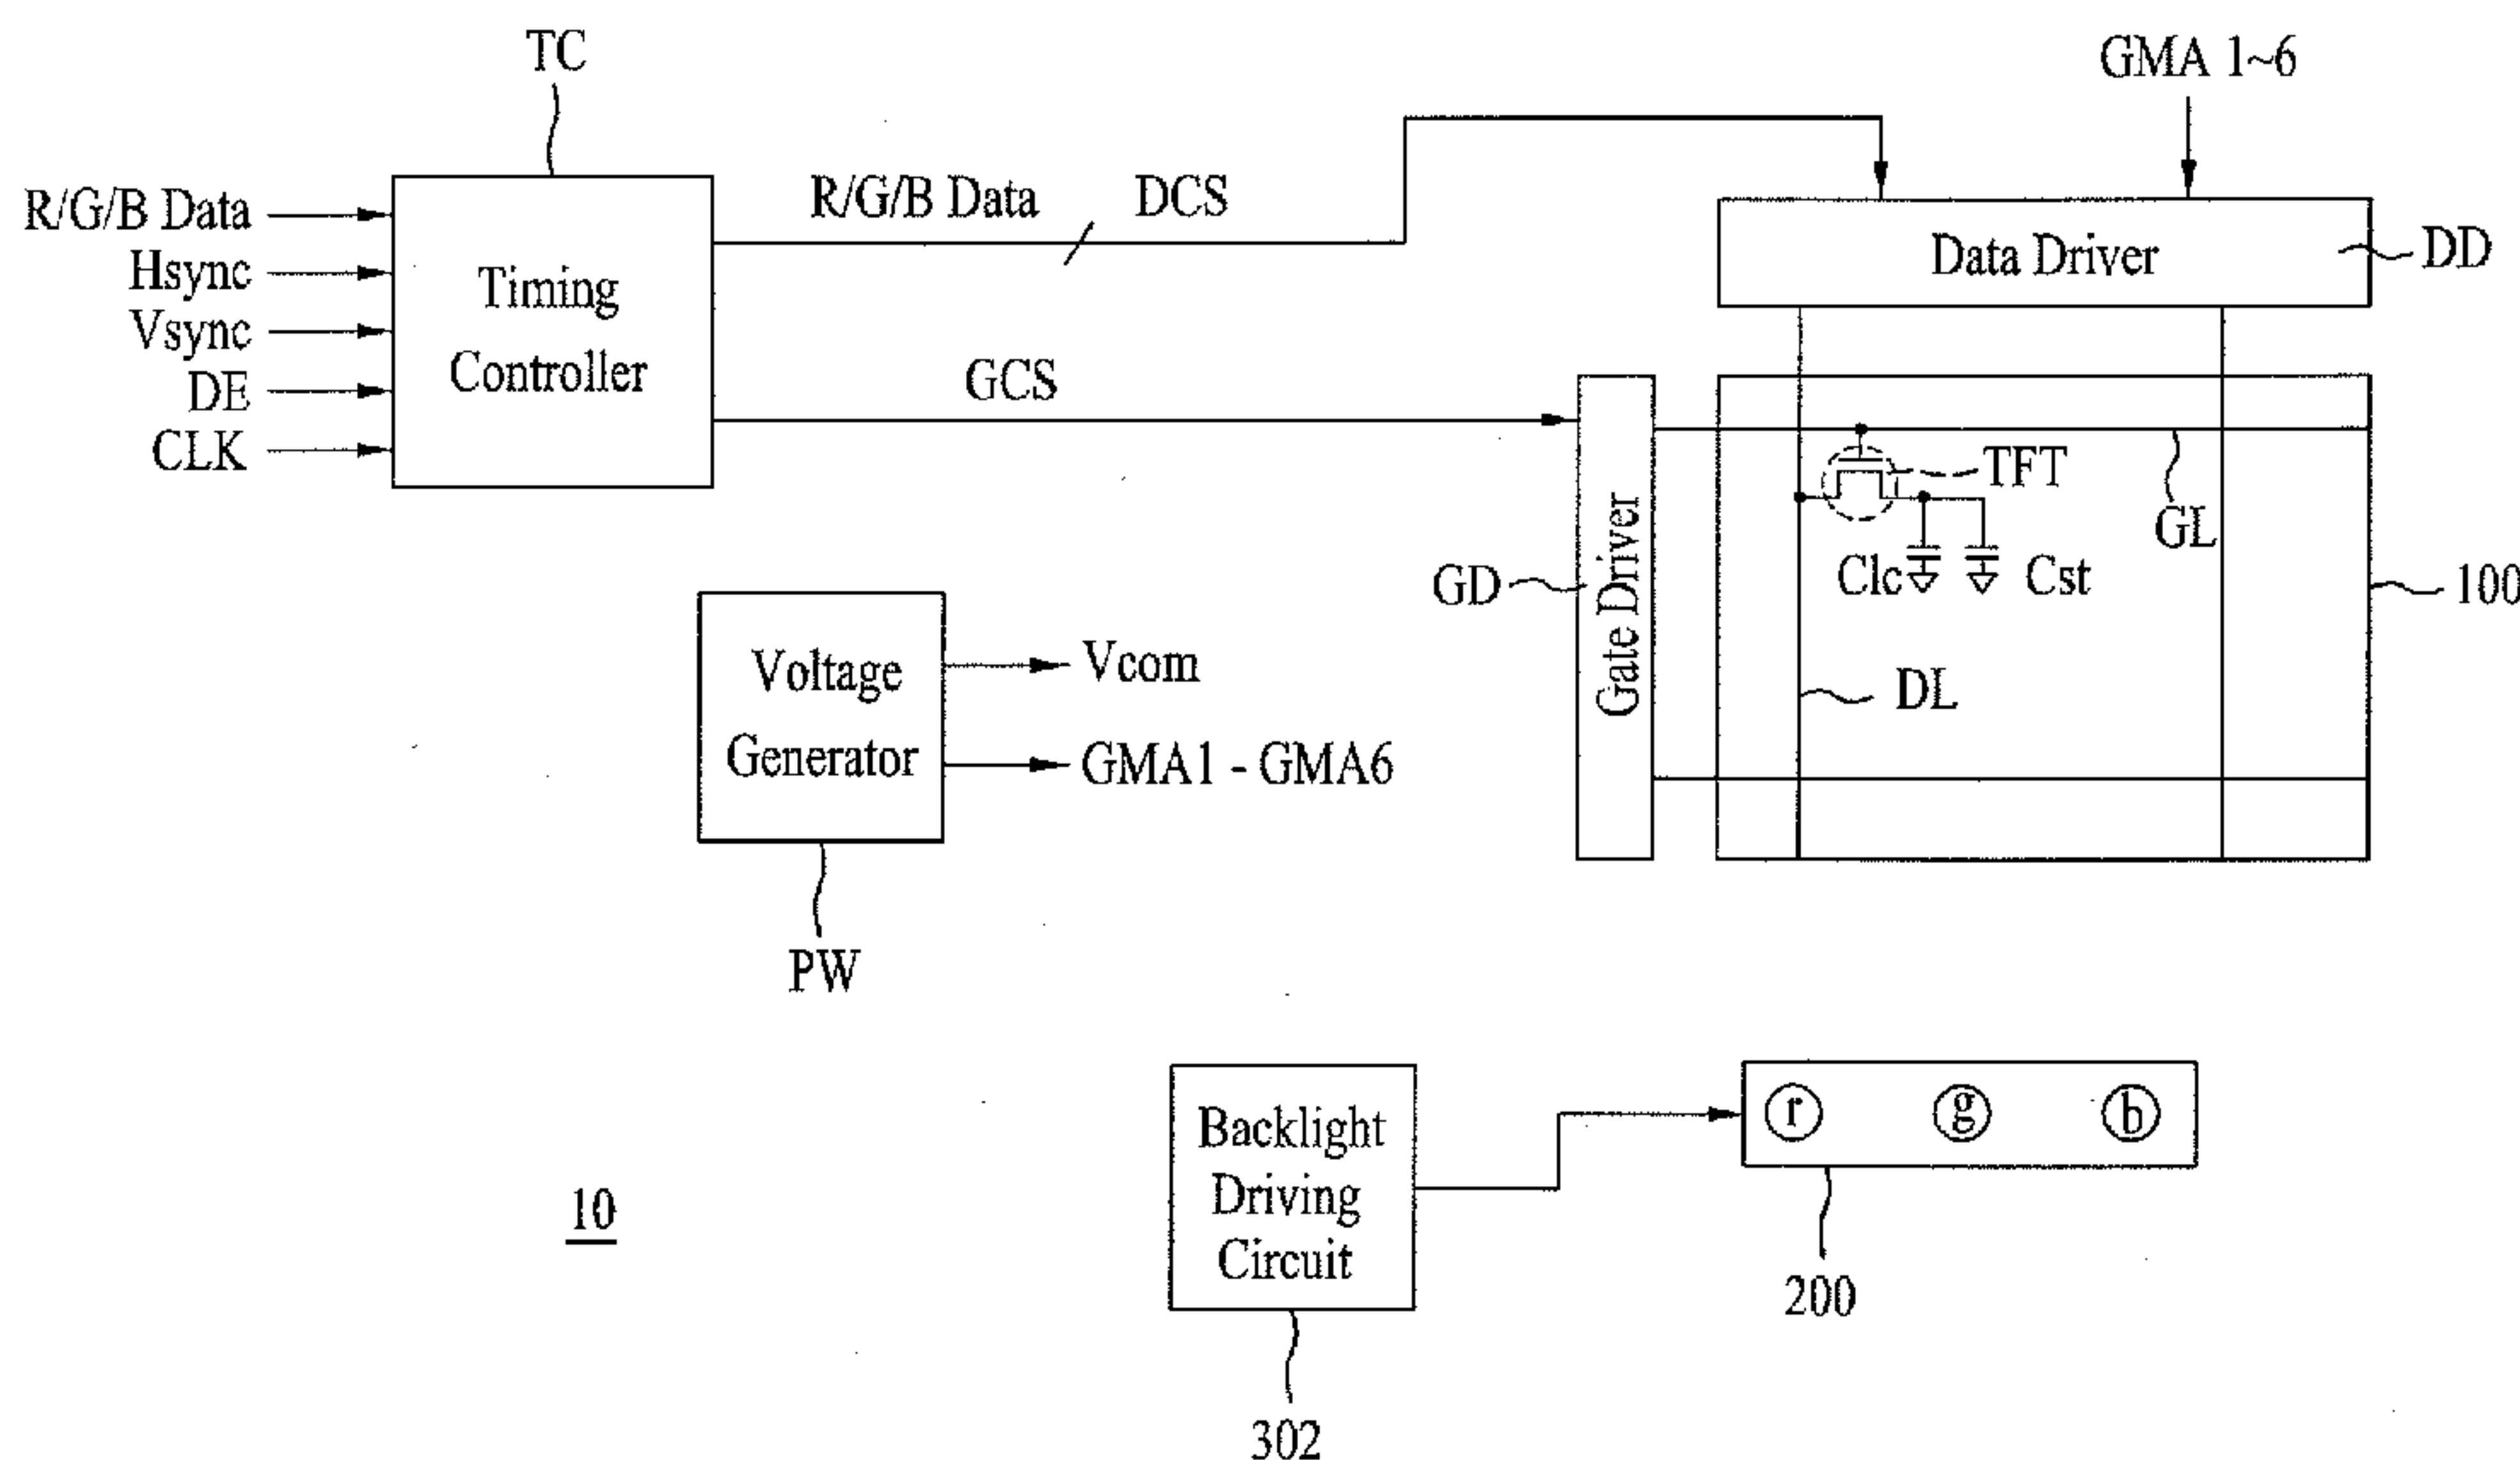 TC
GMA 1~6
R/G/B Data
Hsync
Vsync
DE
CLK
Timing
Controller
R/G/B Data
DCS
GCS
Data Driver
DD
Gate Driver
GD
TFT
GL
Clc
Cst
100
DL
Voltage
Generator
Vcom
GMA1 - GMA6
PW
Backlight
Driving
Circuit
r
g
b
200
302
10